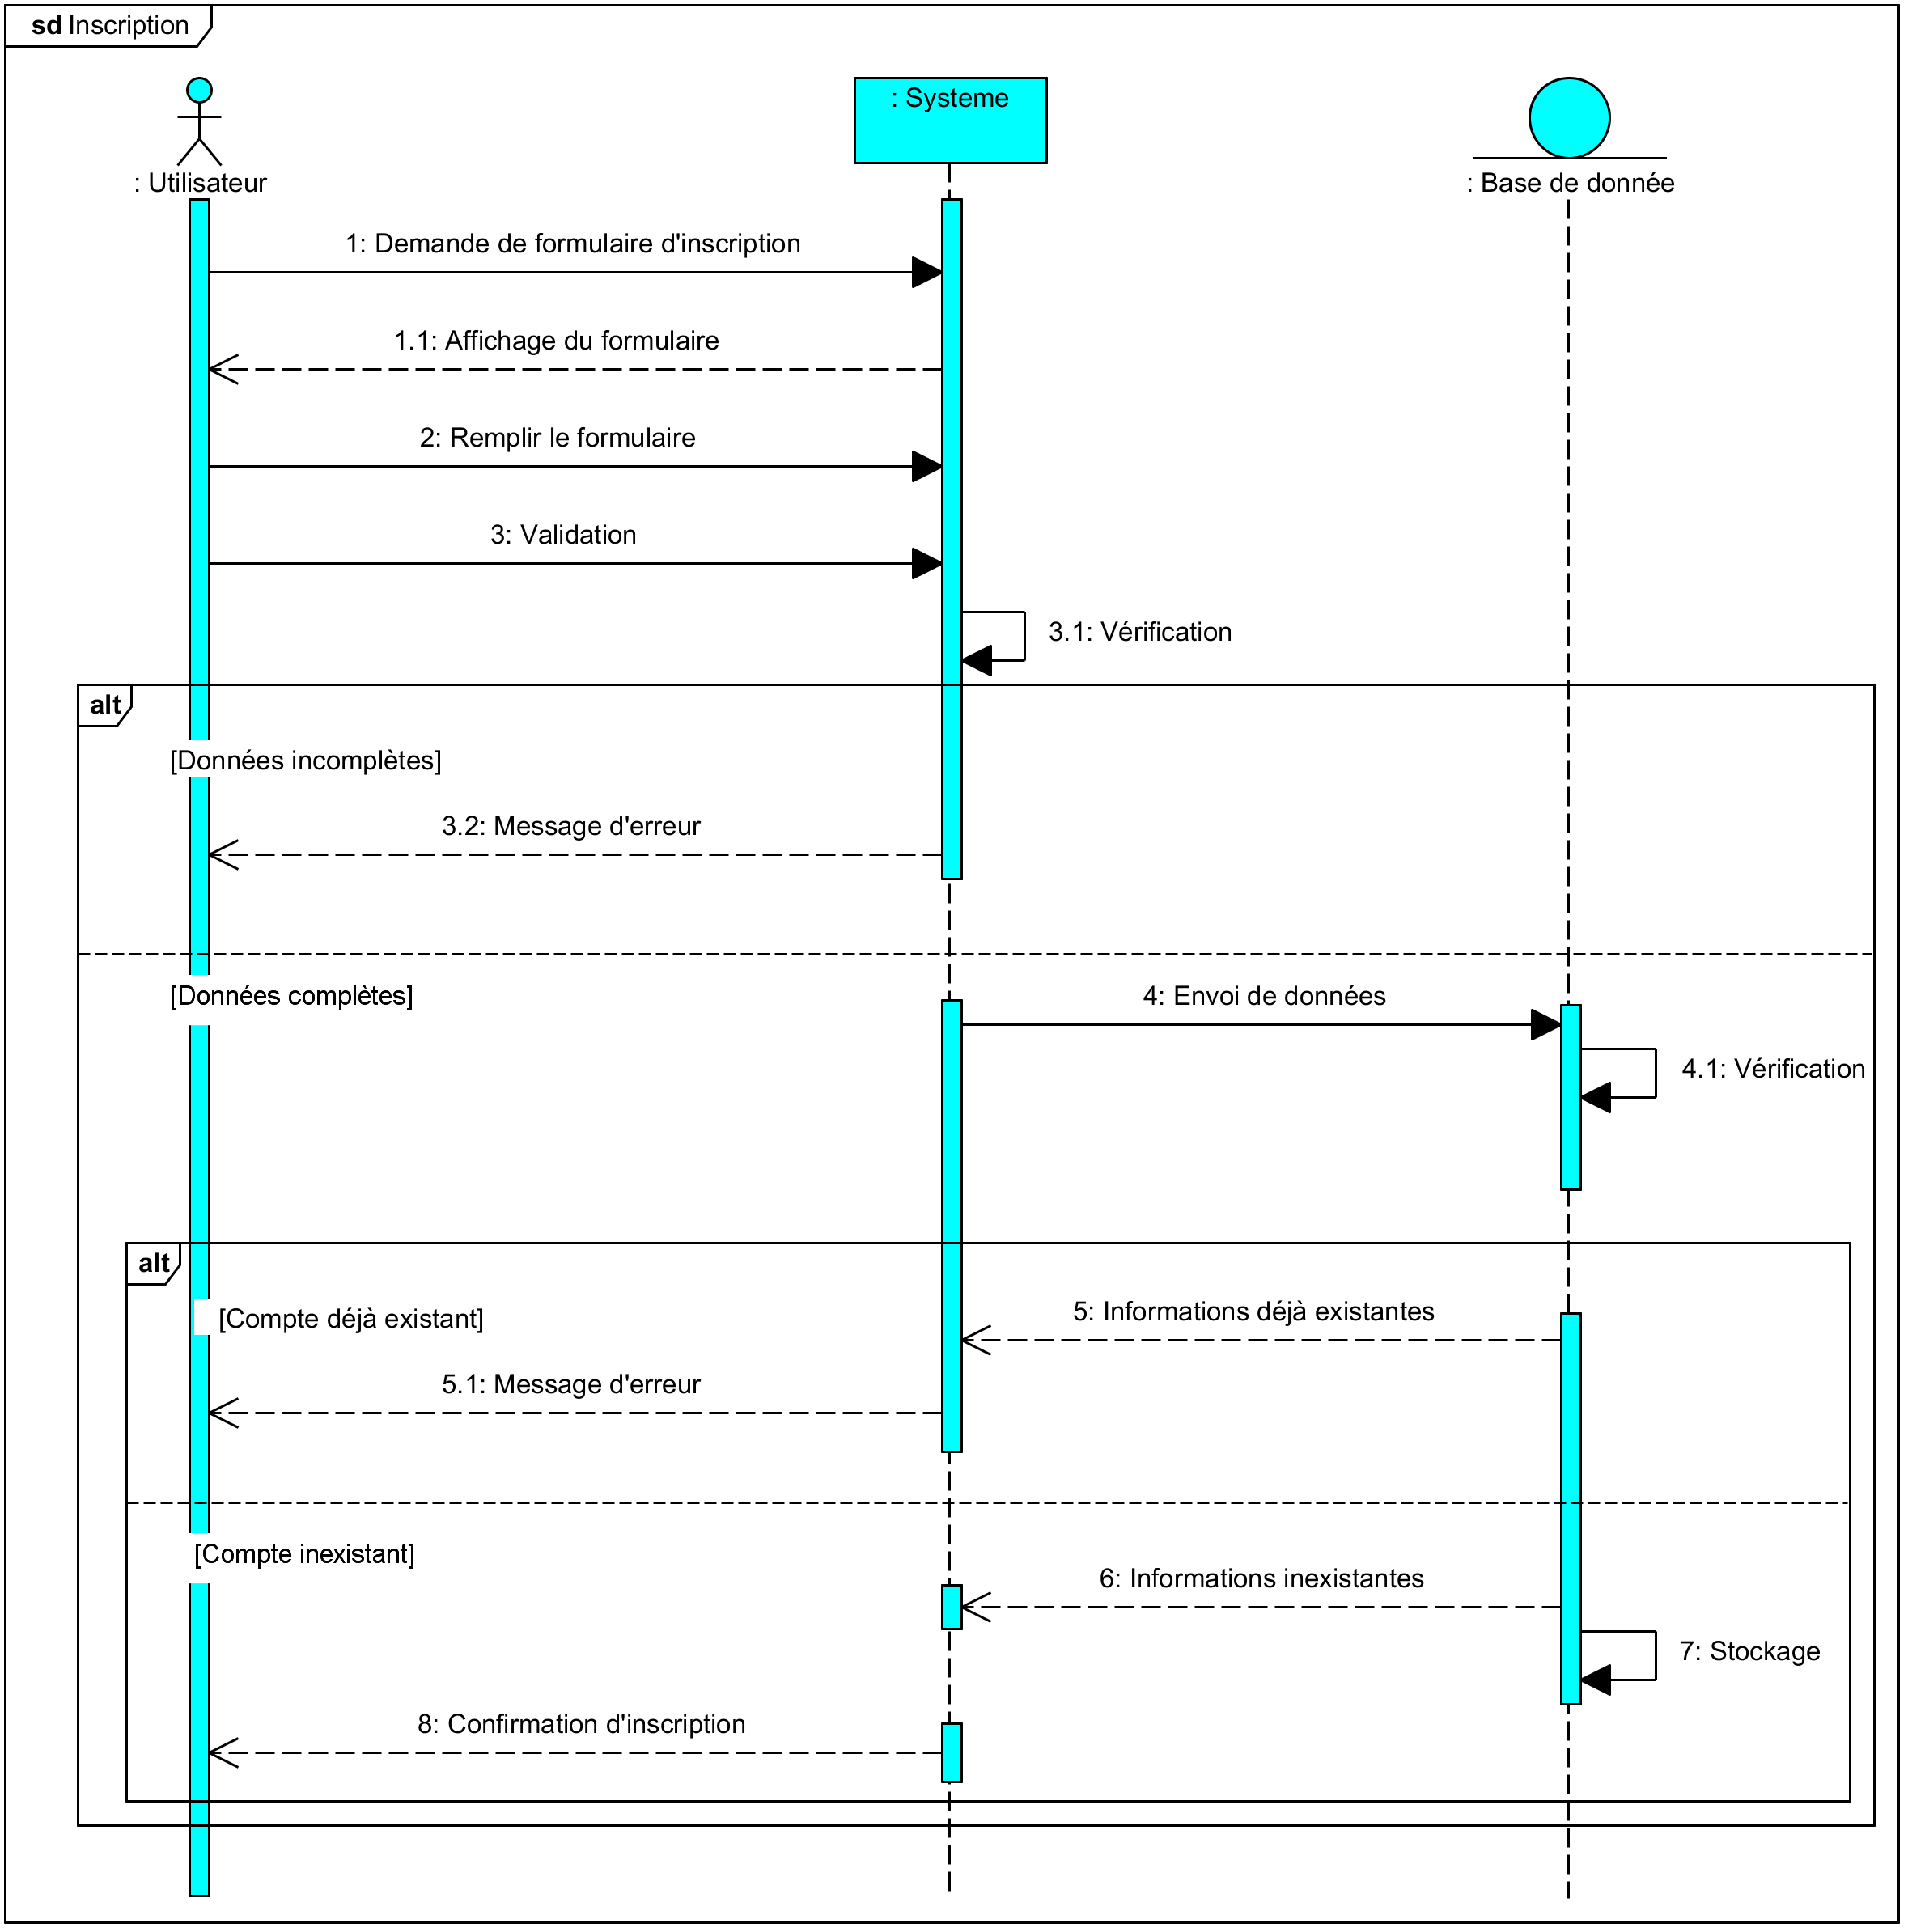 sd Inscription
: Utilisateur
: Systeme
: Base de donnée
1: Demande de formulaire d'inscription
1.1: Affichage du formulaire
2: Remplir le formulaire
3: Validation
3.1: Vérification
alt
[Données incomplètes]
3.2: Message d'erreur
[Données complètes]
4: Envoi de données
4.1: Vérification
alt
[Compte déjà existant]
5: Informations déjà existantes
5.1: Message d'erreur
[Compte inexistant]
6: Informations inexistantes
7: Stockage
8: Confirmation d'inscription